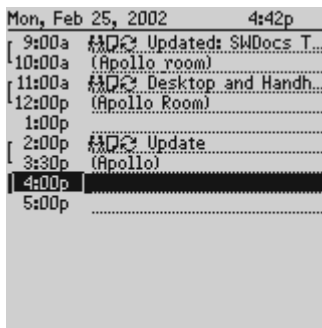 Mon, Feb 25, 2002 4:42p
9:00a Updated: SWDocs T...
10:00a (Apollo room)
11:00a Desktop and Handh...
12:00p (Apollo Room)
1:00p
2:00p Update
3:30p (Apollo)
4:00p
5:00p